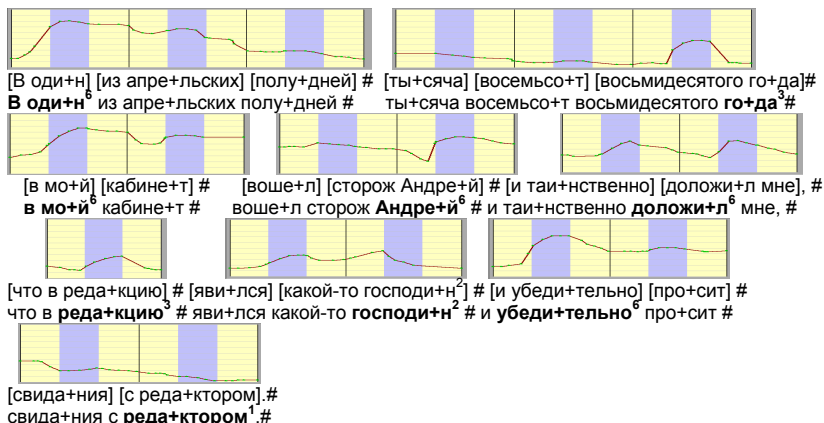 [В оди+н] [из апре+льских] [полу+дней] # [ты+сяча] [восемьсо+т] [восьмидесятого го+да]#
В оди+н6 из апре+льских полу+дней # ты+сяча восемьсо+т восьмидесятого го+да3#
[в мо+й] [кабине+т] # [воше+л] [сторож Андре+й] # [и таи+нственно] [доложи+л мне], #
в мо+й6 кабине+т # воше+л сторож Андре+й6 # и таи+нственно доложи+л6 мне, #
[что в реда+кцию] # [яви+лся] [какой-то господи+н2] # [и убеди+тельно] [про+сит] #
что в реда+кцию3 # яви+лся какой-то господи+н2 # и убеди+тельно6 про+сит #
[свида+ния] [с реда+ктором].#
свида+ния с реда+ктором1.#